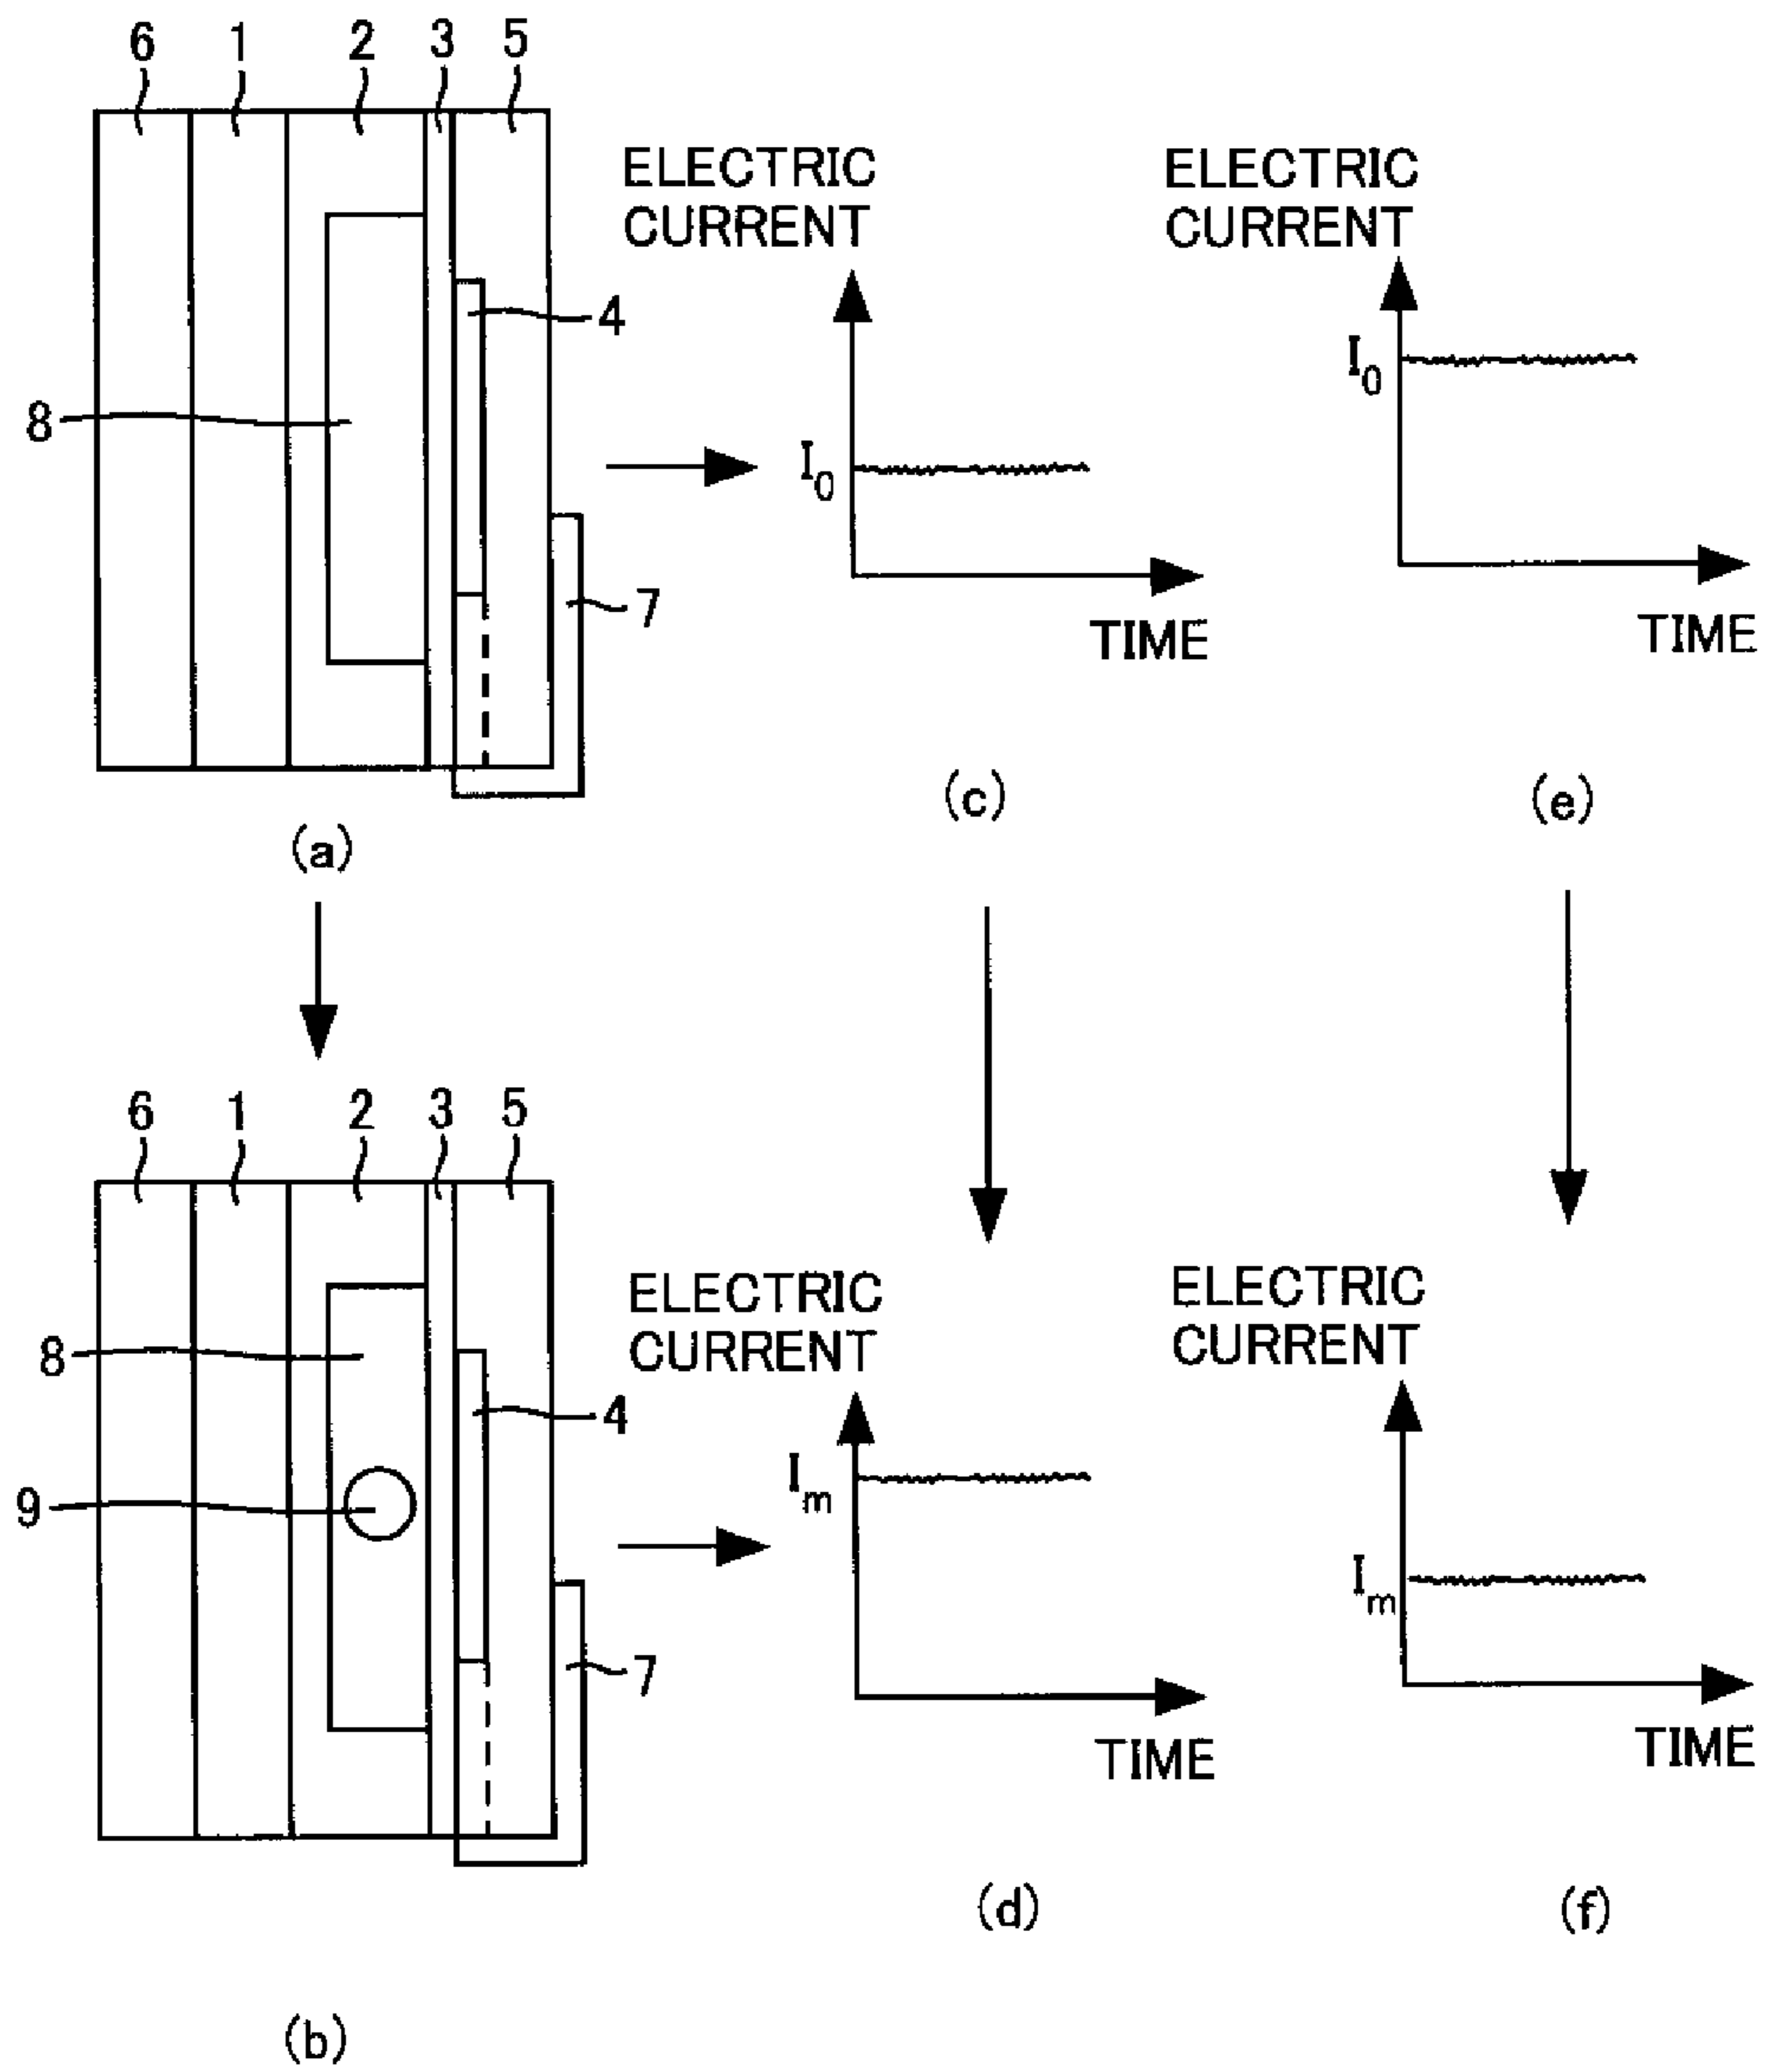 6 1 2 3 5
ELECTRIC
CURRENT
ELECTRIC
CURRENT
4
8
I0
I0
7
TIME
TIME
(a)
(c)
(e)
6 1 2 3 5
ELECTRIC
CURRENT
ELECTRIC
CURRENT
8
4
9
Im
Im
7
TIME
TIME
(d)
(f)
(b)